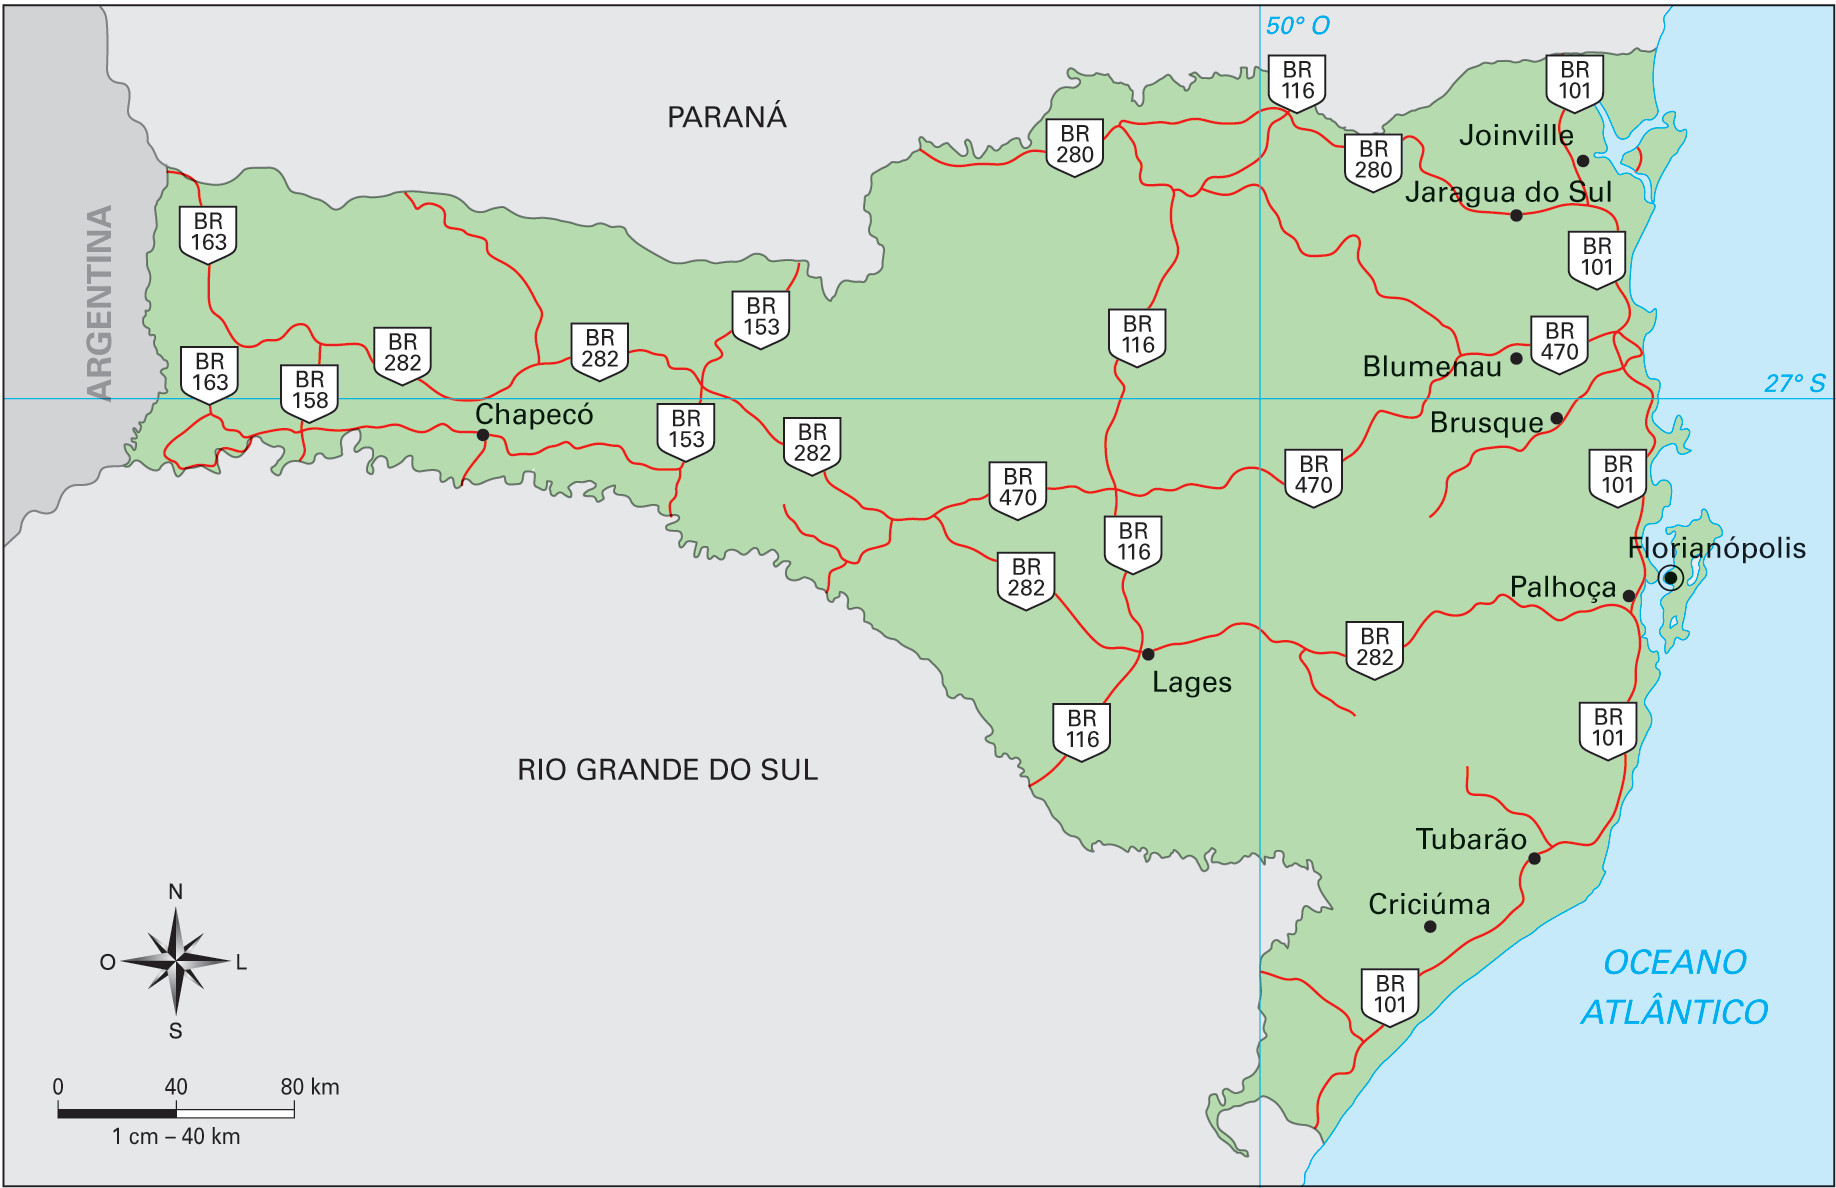 50° O
BR
116
BR
101
PARANÁ
BR
280
Joinville
BR
280
Jaragua do Sul
ARGENTINA
BR
163
BR
101
BR
153
BR
116
BR
282
BR
282
BR
470
BR
163
Blumenau
BR
158
27° S
Chapecó
BR
153
Brusque
BR
282
BR
470
BR
470
BR
101
BR
116
Florianópolis
BR
282
Palhoça
BR
282
Lages
BR
116
BR
101
RIO GRANDE DO SUL
Tubarão
Criciúma
N
O
L
S
OCEANO
ATLÂNTICO
BR
101
0 40 80 km
1 cm – 40 km